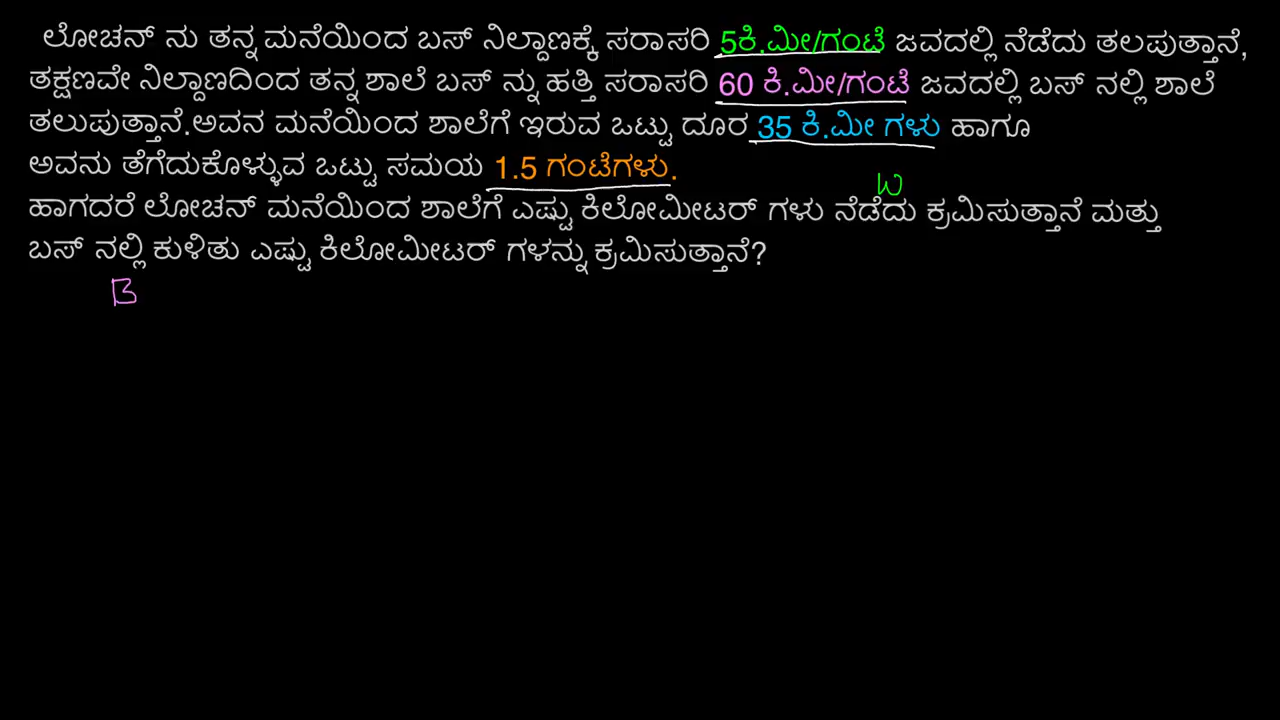 ಲೋಚನ್ ನು ತನ್ನ ಮನೆಯಿಂದ ಬಸ್ ನಿಲ್ದಾಣಕ್ಕೆ ಸರಾಸರಿ 5ಕಿ.ಮೀ/ಗಂಟೆ ಜವದಲ್ಲಿ ನೆಡೆದು ತಲಪುತ್ತಾನೆ,
ತಕ್ಷಣವೇ ನಿಲ್ದಾಣದಿಂದ ತನ್ನ ಶಾಲೆ ಬಸ್ ನ್ನು ಹತ್ತಿ ಸರಾಸರಿ 60 ಕಿ.ಮೀ/ಗಂಟೆ ಜವದಲ್ಲಿ ಬಸ್ ನಲ್ಲಿ ಶಾಲೆ
ತಲುಪುತ್ತಾನೆ.ಅವನ ಮನೆಯಿಂದ ಶಾಲೆಗೆ ಇರುವ ಒಟ್ಟು ದೂರ 35 ಕಿ.ಮೀ ಗಳು ಹಾಗೂ
ಅವನು ತೆಗೆದುಕೊಳ್ಳುವ ಒಟ್ಟು ಸಮಯ 1.5 ಗಂಟೆಗಳು.
W
ಹಾಗದರೆ ಲೋಚನ್ ಮನೆಯಿಂದ ಶಾಲೆಗೆ ಎಷ್ಟು ಕಿಲೋಮೀಟರ್ ಗಳು ನೆಡೆದು ಕ್ರಮಿಸುತ್ತಾನೆ ಮತ್ತು
ಬಸ್ ನಲ್ಲಿ ಕುಳಿತು ಎಷ್ಟು ಕಿಲೋಮೀಟರ್ ಗಳನ್ನು ಕ್ರಮಿಸುತ್ತಾನೆ?
B